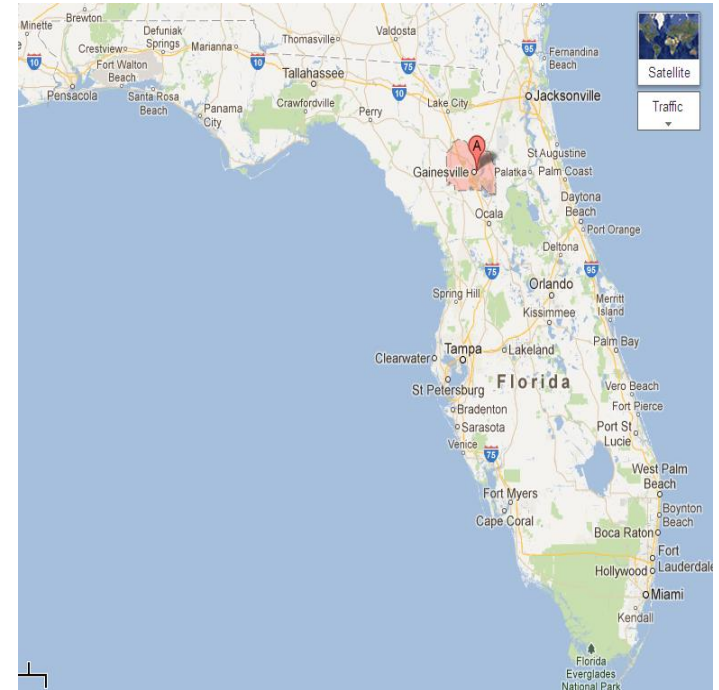 Minette
Brewton
Crestview
Defuniak
Springs
Marianna
Thomasville
Valdosta
10
75
95
Fernandina
Beach
Satellite
Traffic
Fort Walton
Beach
Pensacola
Santa Rosa
Beach
Panama
City
Tallahassee
Crawfordville
Perry
10
Lake City
Jacksonville
A
Gainesville
St Augustine
Palatka
Palm Coast
Ocala
Daytona
Beach
Port Orange
Deltona
75
95
Spring Hill
Orlando
Merritt
Island
Kissimmee
Clearwater
Tampa
Lakeland
Palm Bay
St Petersburg
Florida
Vero Beach
Bradenton
Fort Pierce
Sarasota
Port St
Lucie
Venice
75
West Palm
Beach
Fort Myers
Boynton
Beach
Cape Coral
Boca Raton
Fort
Lauderdale
Hollywood
Miami
Kendall
Florida
Everglades
National Park